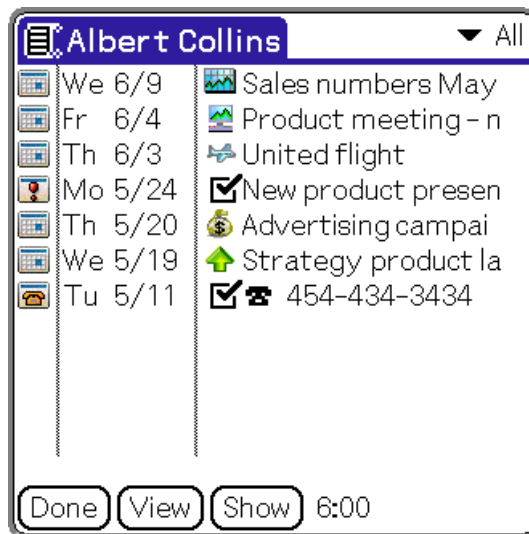 Albert Collins All
We 6/9 Sales numbers May
Fr 6/4 Product meeting - n
Th 6/3 United flight
Mo 5/24 New product presen
Th 5/20 Advertising campai
We 5/19 Strategy product la
Tu 5/11 454-434-3434
Done View Show 6:00